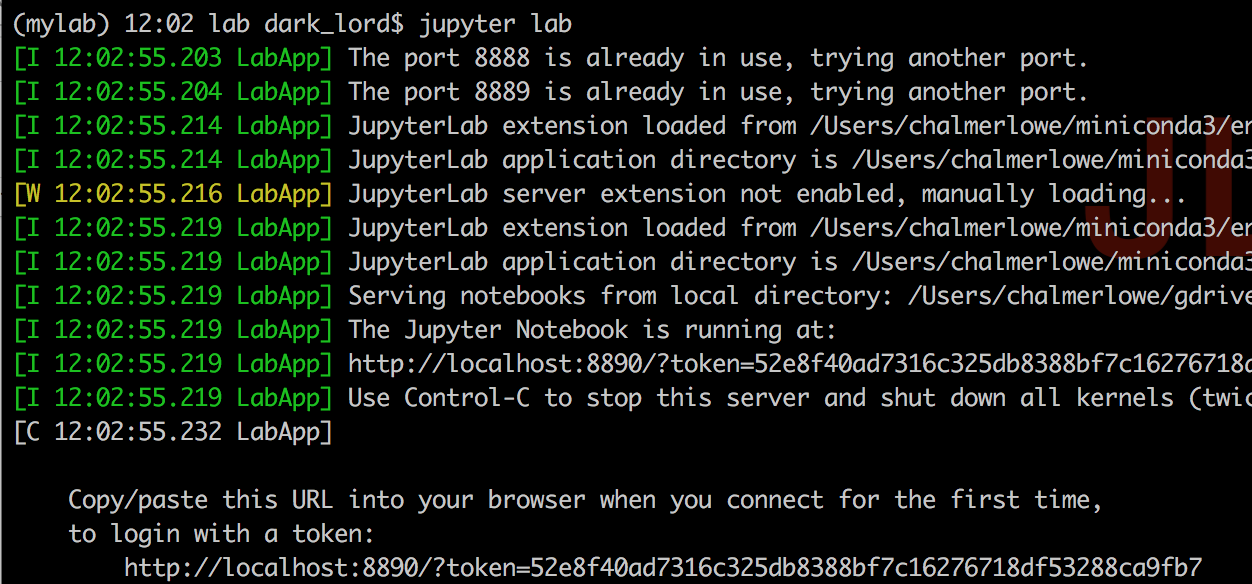 (mylab) 12:02 lab dark_lord$ jupyter lab
[I 12:02:55.203 LabApp] The port 8888 is already in use, trying another port.
[I 12:02:55.204 LabApp] The port 8889 is already in use, trying another port.
[I 12:02:55.214 LabApp] JupyterLab extension loaded from /Users/chalmerlowe/miniconda3/en
[I 12:02:55.214 LabApp] JupyterLab application directory is /Users/chalmerlowe/miniconda3
[W 12:02:55.216 LabApp] JupyterLab server extension not enabled, manually loading...
[I 12:02:55.219 LabApp] JupyterLab extension loaded from /Users/chalmerlowe/miniconda3/en
[I 12:02:55.219 LabApp] JupyterLab application directory is /Users/chalmerlowe/miniconda3
[I 12:02:55.219 LabApp] Serving notebooks from local directory: /Users/chalmerlowe/gdrive
[I 12:02:55.219 LabApp] The Jupyter Notebook is running at:
[I 12:02:55.219 LabApp] http://localhost:8890/?token=52e8f40ad7316c325db8388bf7c16276718d
[I 12:02:55.219 LabApp] Use Control-C to stop this server and shut down all kernels (twic
[C 12:02:55.232 LabApp]
Copy/paste this URL into your browser when you connect for the first time,
to login with a token:
http://localhost:8890/?token=52e8f40ad7316c325db8388bf7c16276718df53288ca9fb7